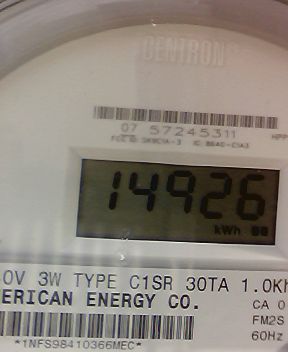 CENTRON
07 57245311
14926
kWh
0V 3W TYPE C1SR 30TA 1.0Kh
ERICAN ENERGY CO.
CA 0
FM2S
60Hz
*1NFS98410366MEC*